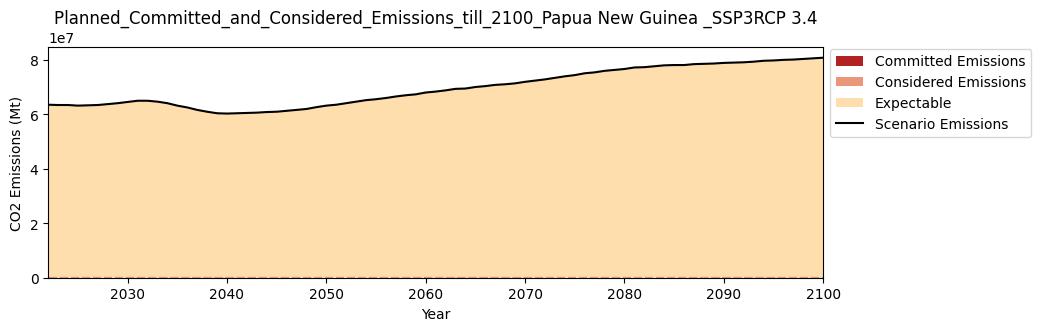 Planned_Committed_and_Considered_Emissions_till_2100_Papua New Guinea _SSP3RCP 3.4
1e7
8
6
4
2
0
CO2 Emissions (Mt)
2030 2040 2050 2060 2070 2080 2090 2100
Year
Committed Emissions
Considered Emissions
Expectable
Scenario Emissions